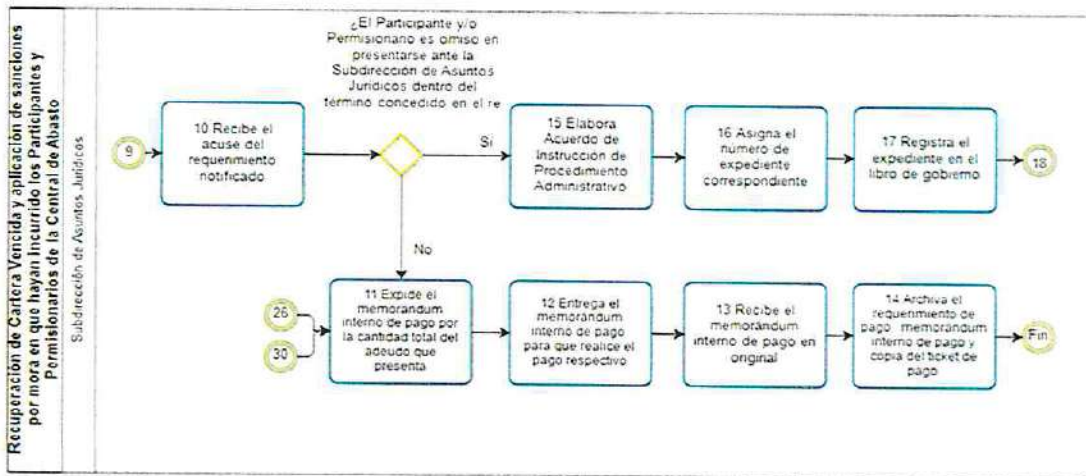 Recuperación de Cartera Vencida y aplicación de sanciones
por mora en que hayan incurrido los Participantes y
Permisionarios de la Central de Abasto
Subdirección de Asuntos Jurídicos
¿El Participante y/o
Permisionario es omiso en
presentarse ante la
Subdirección de Asuntos
Jurídicos dentro del
término concedido en el re
9
10 Recibe el
acuse del
requerimiento
notificado
Si
15 Elabora
Acuerdo de
Instrucción de
Procedimiento
Administrativo
16 Asigna el
número de
expediente
correspondiente
17 Registra el
expediente en el
libro de gobierno
18
No
26
30
11 Expide el
memorándum
interno de pago por
la cantidad total del
adeudo que
presenta
12 Entrega el
memorándum
interno de pago
para que realice el
pago respectivo
13 Recibe el
memorándum
interno de pago en
original
14 Archiva el
requerimiento de
pago memorándum
interno de pago y
copia del ticket de
pago
Fin